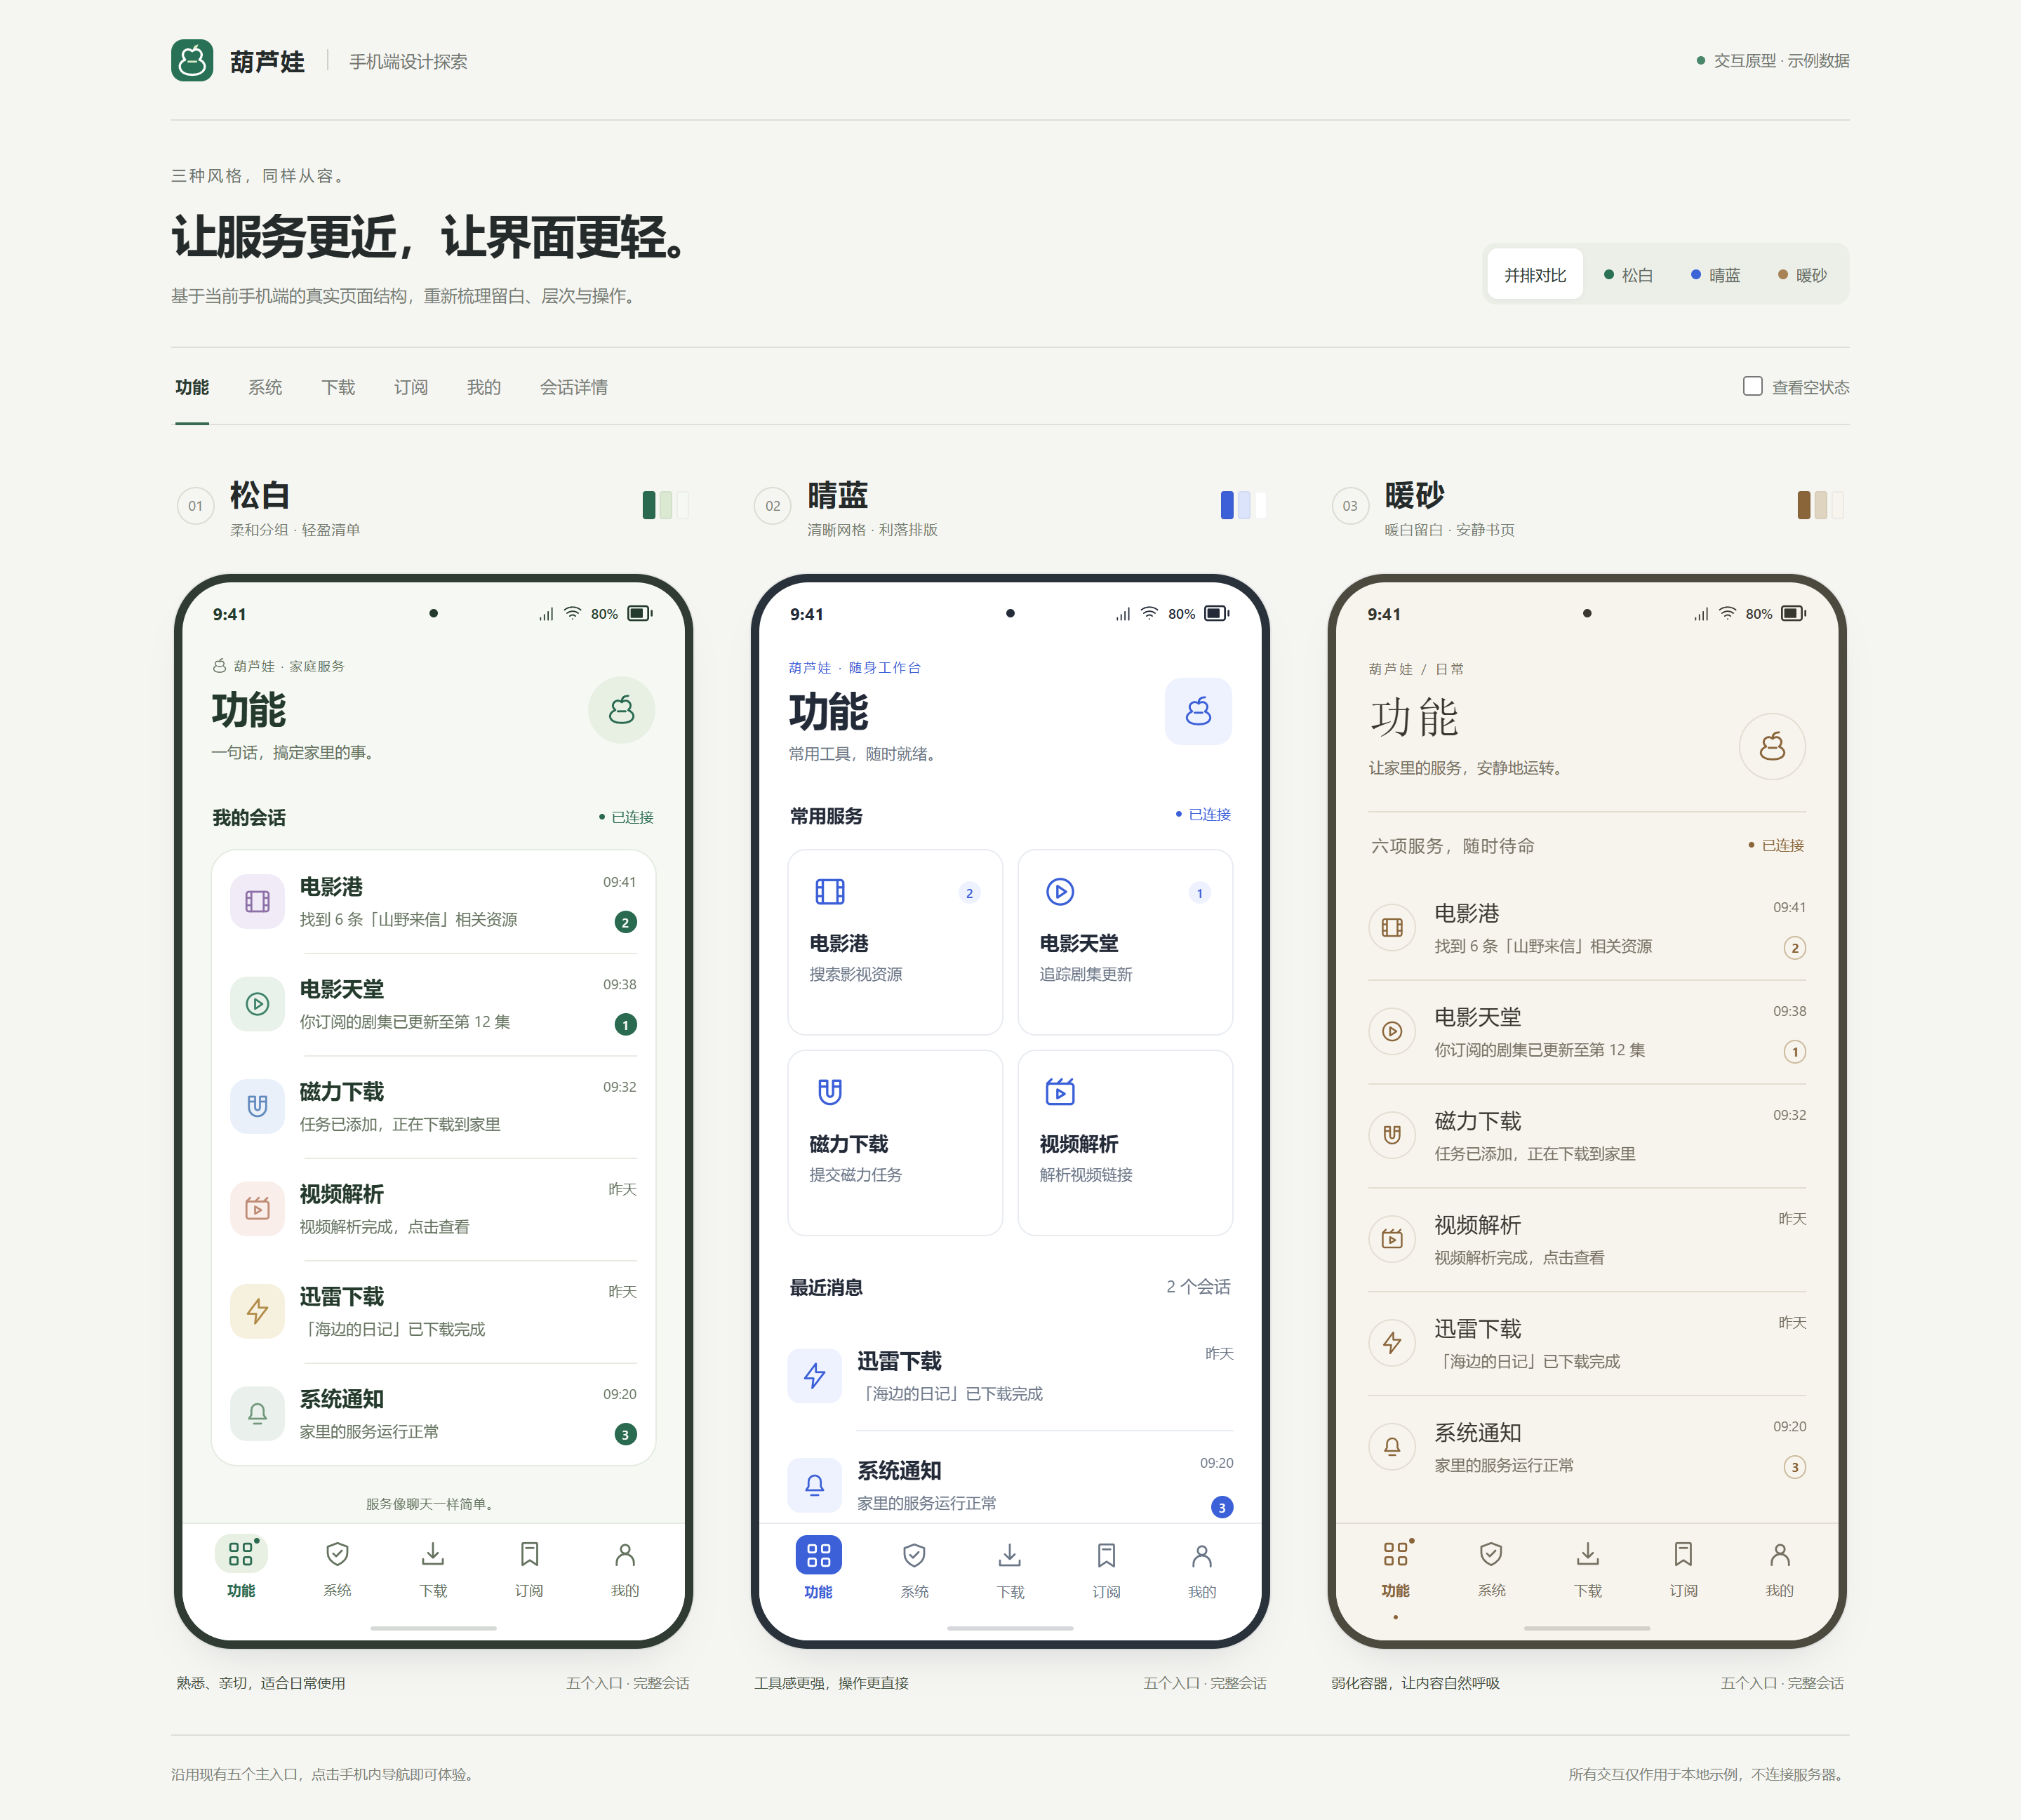 葫芦娃
手机端设计探索
交互原型 · 示例数据
三种风格，同样从容。
让服务更近，让界面更轻。
基于当前手机端的真实页面结构，重新梳理留白、层次与操作。
并排对比 松白 晴蓝 暖砂
功能 系统 下载 订阅 我的 会话详情
查看空状态
01 松白
柔和分组 · 轻盈清单
02 晴蓝
清晰网格 · 利落排版
03 暖砂
暖白留白 · 安静书页
9:41 80%
葫芦娃 · 家庭服务
功能
一句话，搞定家里的事。
我的会话 已连接
电影港 09:41
找到 6 条「山野来信」相关资源 2
电影天堂 09:38
你订阅的剧集已更新至第 12 集 1
磁力下载 09:32
任务已添加，正在下载到家里
视频解析 昨天
视频解析完成，点击查看
迅雷下载 昨天
「海边的日记」已下载完成
系统通知 09:20
家里的服务运行正常 3
服务像聊天一样简单。
功能 系统 下载 订阅 我的
9:41 80%
葫芦娃 · 随身工作台
功能
常用工具，随时就绪。
常用服务 已连接
2
电影港
搜索影视资源
1
电影天堂
追踪剧集更新
磁力下载
提交磁力任务
视频解析
解析视频链接
最近消息 2 个会话
迅雷下载 昨天
「海边的日记」已下载完成
系统通知 09:20
家里的服务运行正常 3
功能 系统 下载 订阅 我的
9:41 80%
葫芦娃 / 日常
功能
让家里的服务，安静地运转。
六项服务，随时待命 已连接
电影港 09:41
找到 6 条「山野来信」相关资源 2
电影天堂 09:38
你订阅的剧集已更新至第 12 集 1
磁力下载 09:32
任务已添加，正在下载到家里
视频解析 昨天
视频解析完成，点击查看
迅雷下载 昨天
「海边的日记」已下载完成
系统通知 09:20
家里的服务运行正常 3
功能 系统 下载 订阅 我的
熟悉、亲切，适合日常使用 五个入口 · 完整会话
工具感更强，操作更直接 五个入口 · 完整会话
弱化容器，让内容自然呼吸 五个入口 · 完整会话
沿用现有五个主入口，点击手机内导航即可体验。
所有交互仅作用于本地示例，不连接服务器。